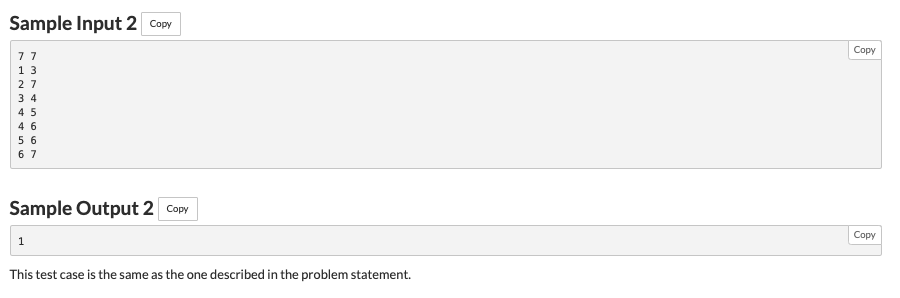 Sample Input 2 Copy
Copy
7 7
1 3
2 7
3 4
4 5
4 6
5 6
6 7
Sample Output 2 Copy
Copy
1
This test case is the same as the one described in the problem statement.